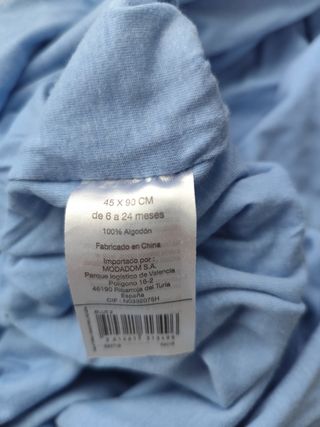 45 x 90 CM
de 6 a 24 meses
100% Algodón
Fabricado en China
Importado por :
MODADOM S.A.
Parque logístico de Valencia
Polígono 16-2
46190 Ribarroja del Turia
España